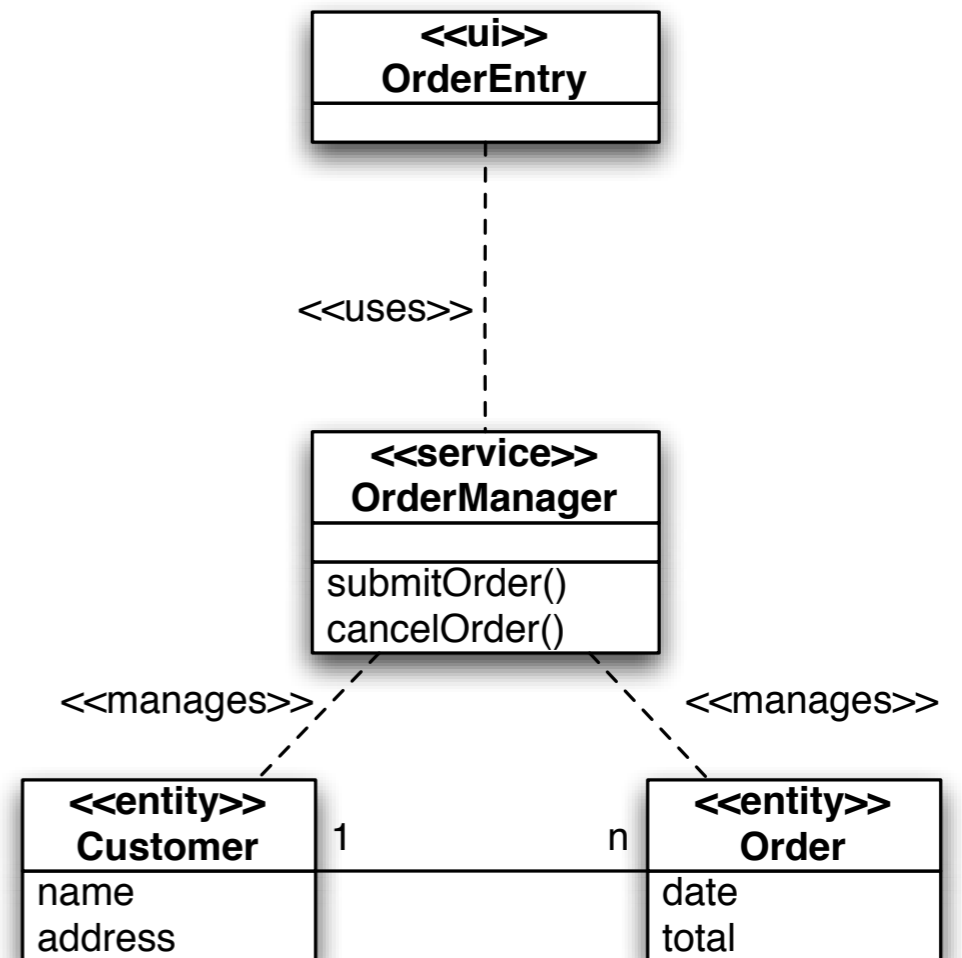 <<ui>>
OrderEntry
<<uses>>
<<service>>
OrderManager
submitOrder()
cancelOrder()
<<manages>>
<<manages>>
<<entity>>
Customer
name
address
1
n
<<entity>>
Order
date
total